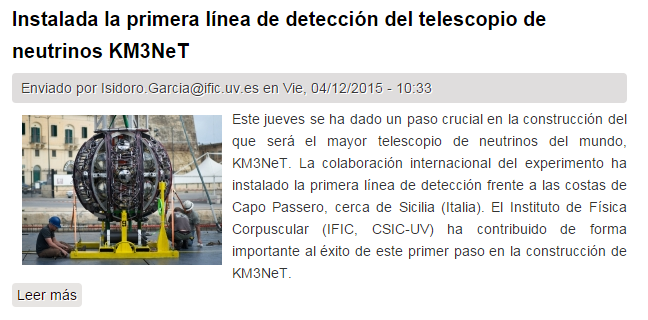 Instalada la primera línea de detección del telescopio de
neutrinos KM3NeT
Enviado por Isidoro.Garcia@ific.uv.es en Vie, 04/12/2015 - 10:33
Este jueves se ha dado un paso crucial en la construcción del
que será el mayor telescopio de neutrinos del mundo,
KM3NeT. La colaboración internacional del experimento ha
instalado la primera línea de detección frente a las costas de
Capo Passero, cerca de Sicilia (Italia). El Instituto de Física
Corpuscular (IFIC, CSIC-UV) ha contribuido de forma
importante al éxito de este primer paso en la construcción de
KM3NeT.
Leer más